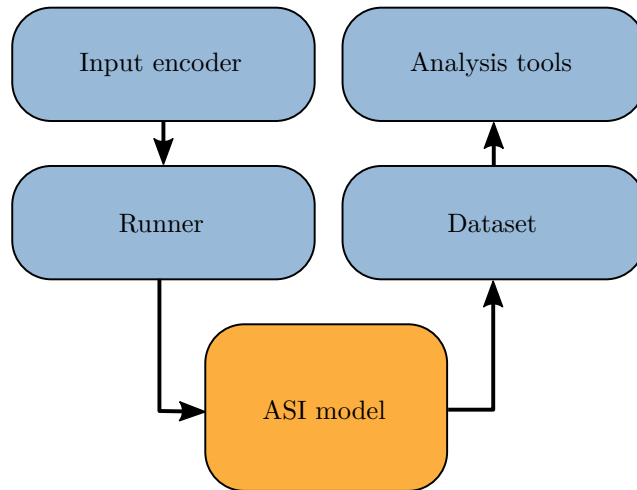 Input encoder
Analysis tools
Runner
Dataset
ASI model